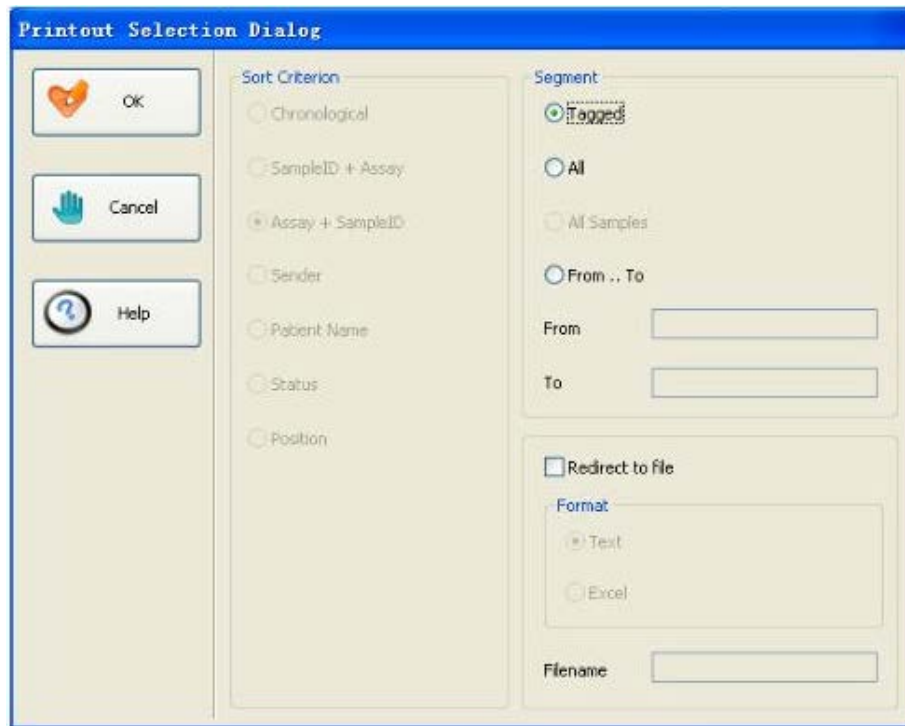 Printout Selection Dialog
OK
Cancel
Help
Sort Criterion
Chronological
SampleID + Assay
Assay + SampleID
Sender
Patient Name
Status
Position
Segment
Tagged
All
All Samples
From .. To
From
To
Redirect to file
Format
Text
Excel
Filename